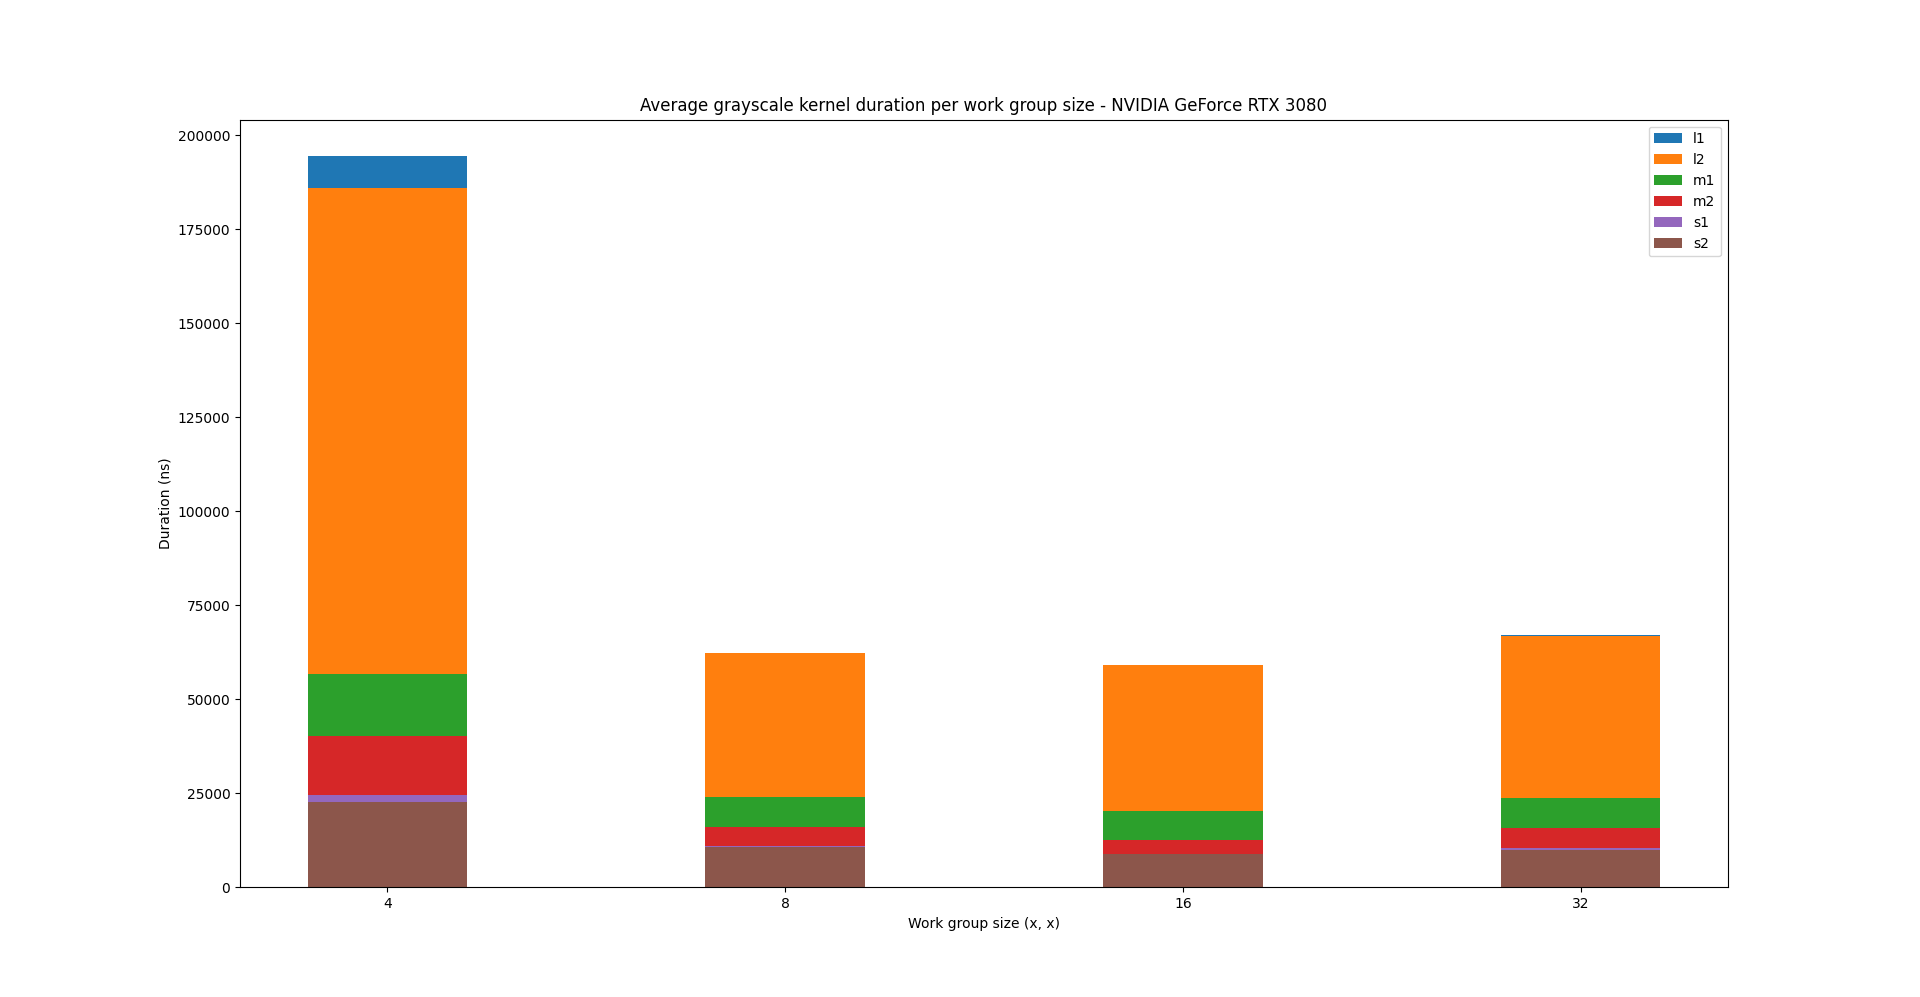 Average grayscale kernel duration per work group size - NVIDIA GeForce RTX 3080
200000
175000
150000
125000
100000
75000
50000
25000
0
Duration (ns)
l1
l2
m1
m2
s1
s2
4 8 16 32
Work group size (x, x)